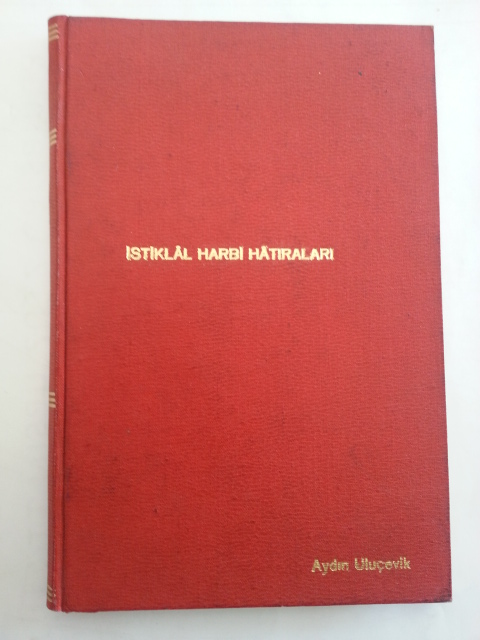 İSTİKLÂL HARBİ HÂTIRALARI
Aydın Uluçevik